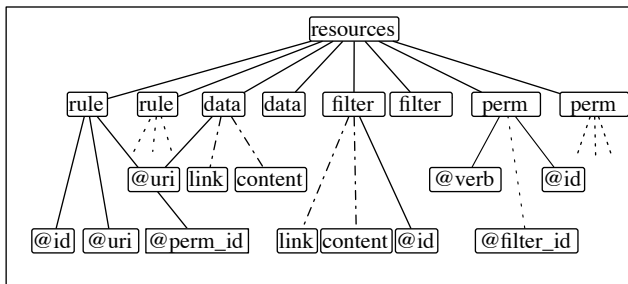 resources
rule rule data data filter filter perm perm
@uri link content @verb @id
@id @uri @perm_id link content @id @filter_id